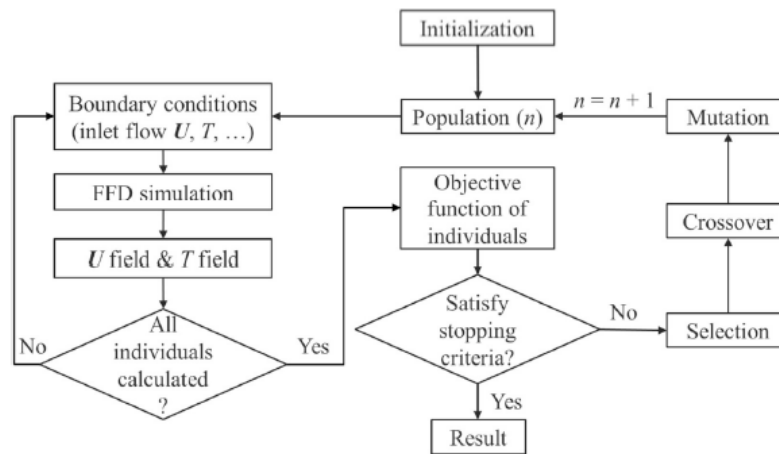 Initialization
Boundary conditions
(inlet flow U, T, ...)
Population (n)
n = n + 1
Mutation
FFD simulation
Objective
function of
individuals
Crossover
U field & T field
All
individuals
calculated
?
No
Yes
Satisfy
stopping
criteria?
No
Selection
Yes
Result